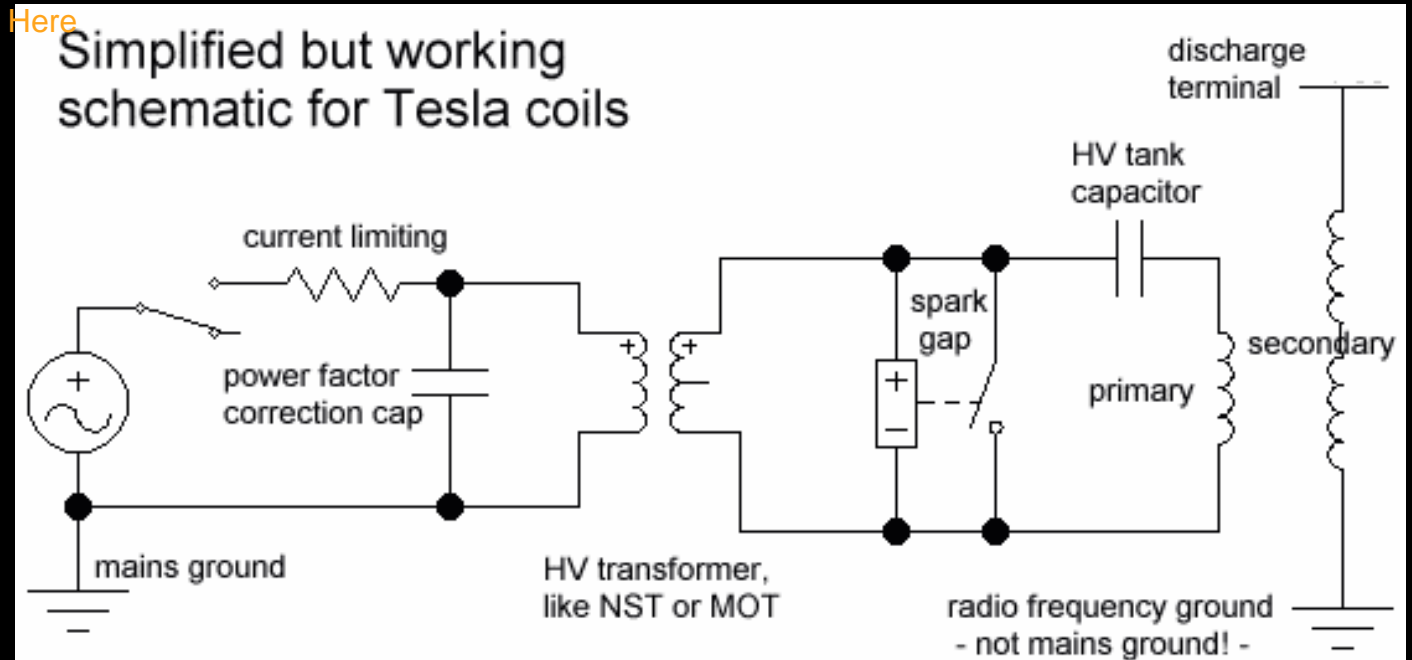 Here
Simplified but working
schematic for Tesla coils
discharge
terminal
HV tank
capacitor
current limiting
spark
gap
secondary
power factor
correction cap
primary
mains ground
HV transformer,
like NST or MOT
radio frequency ground
- not mains ground! -